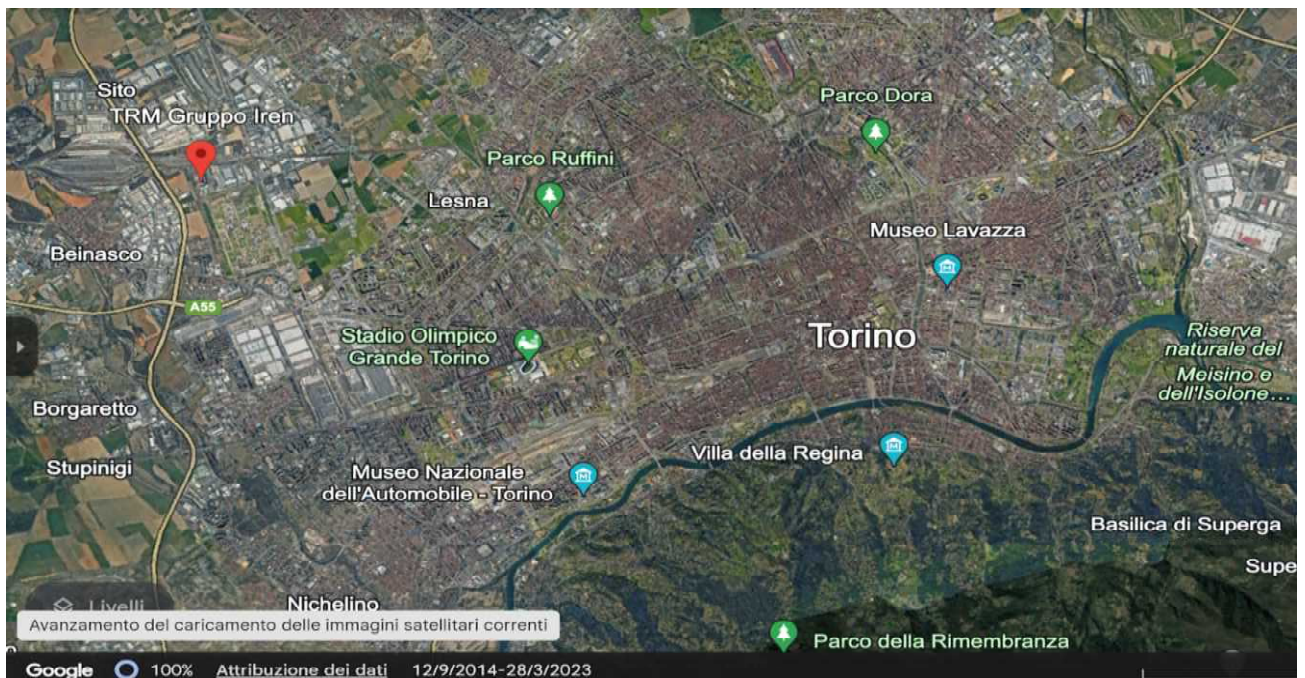 Sito
TRM Gruppo Iren
Parco Dora
Parco Ruffini
Lesna
Museo Lavazza
Beinasco
A55
Stadio Olimpico
Grande Torino
Torino
Riserva
naturale del
Meisino e
dell'Isolone...
Borgaretto
Stupinigi
Villa della Regina
Museo Nazionale
dell'Automobile - Torino
Basilica di Superga
Supe
Nichelino
Livelli
Avanzamento del caricamento delle immagini satellitari correnti
Parco della Rimembranza
Google 100% Attribuzione dei dati 12/9/2014-28/3/2023